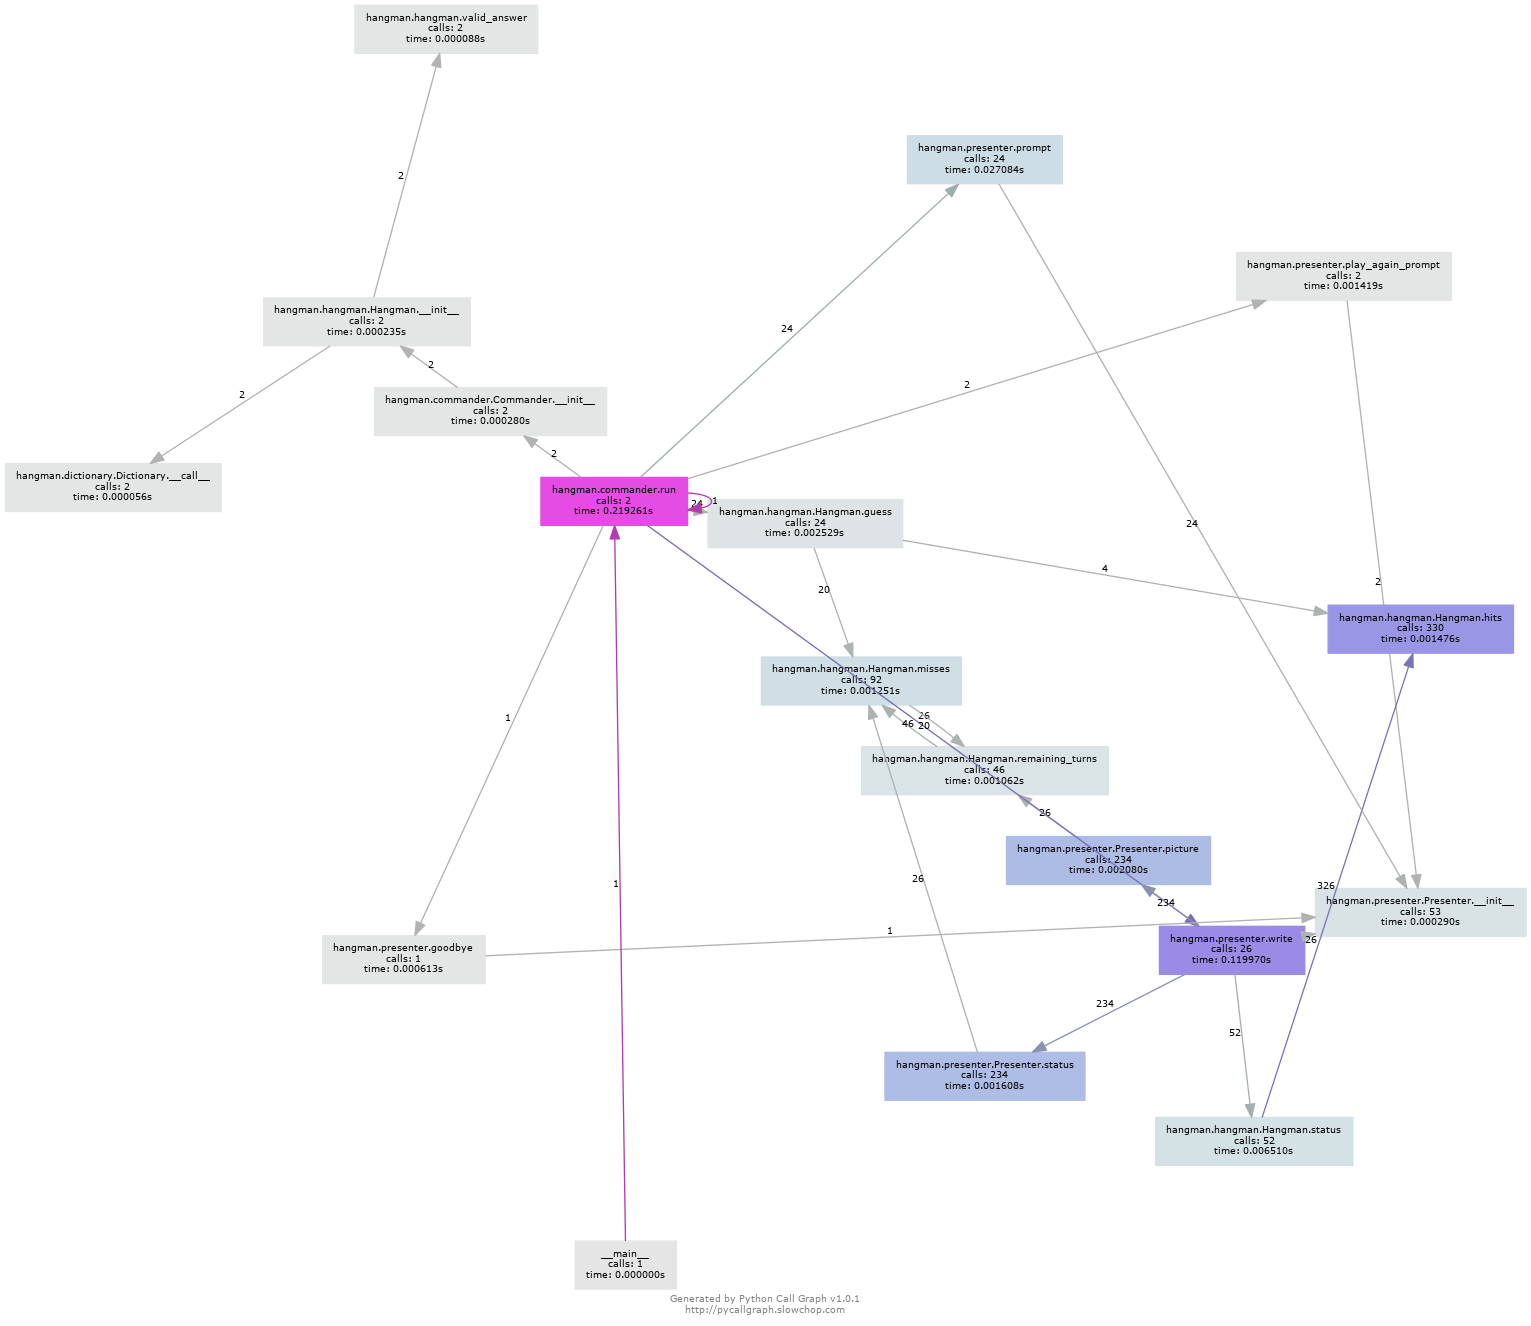 hangman.hangman.valid_answer
calls: 2
time: 0.000088s
2
hangman.presenter.prompt
calls: 24
time: 0.027084s
hangman.presenter.play_again_prompt
calls: 2
time: 0.001419s
hangman.hangman.Hangman.__init__
calls: 2
time: 0.000235s
24
2
2
2
hangman.commander.Commander.__init__
calls: 2
time: 0.000280s
2
hangman.dictionary.Dictionary.__call__
calls: 2
time: 0.000056s
hangman.commander.run
calls: 2
time: 0.219261s
24
1
hangman.hangman.Hangman.guess
calls: 24
time: 0.002529s
24
4
20
2
hangman.hangman.Hangman.hits
calls: 330
time: 0.001476s
hangman.hangman.Hangman.misses
calls: 92
time: 0.001251s
1
26
46
20
hangman.hangman.Hangman.remaining_turns
calls: 46
time: 0.001062s
26
hangman.presenter.Presenter.picture
calls: 234
time: 0.002080s
1
26
326
234
hangman.presenter.Presenter.__init__
calls: 53
time: 0.000290s
1
26
hangman.presenter.goodbye
calls: 1
time: 0.000613s
hangman.presenter.write
calls: 26
time: 0.119970s
234
52
hangman.presenter.Presenter.status
calls: 234
time: 0.001608s
hangman.hangman.Hangman.status
calls: 52
time: 0.006510s
__main__
calls: 1
time: 0.000000s
Generated by Python Call Graph v1.0.1
http://pycallgraph.slowchop.com